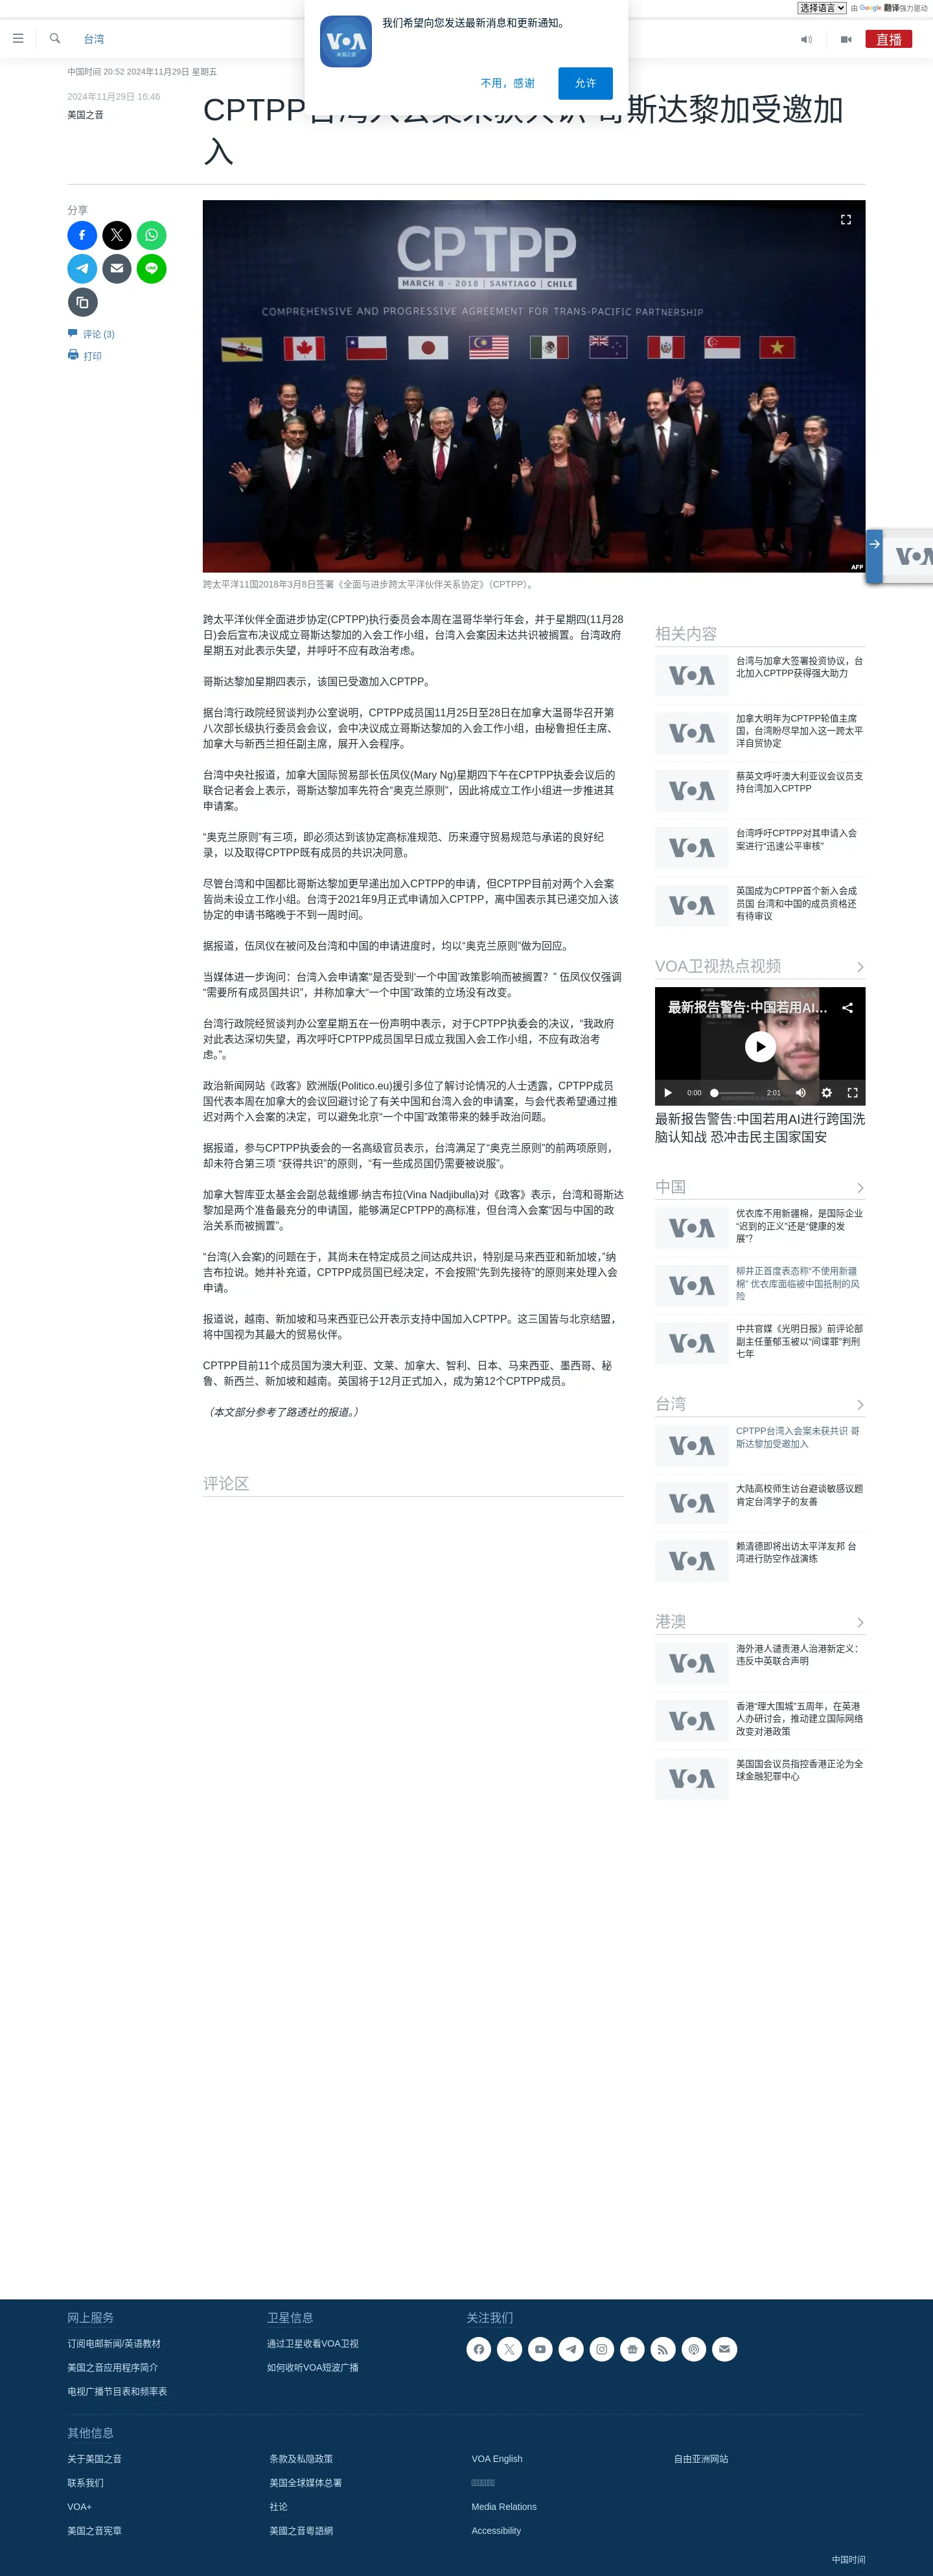 选择语言 由 Google 翻译强力驱动
我们希望向您发送最新消息和更新通知。
不用，感谢
允许
台湾
直播
中国时间 20:52 2024年11月29日 星期五
2024年11月29日 16:46
美国之音
CPTPP台湾入会案未获共识 哥斯达黎加受邀加
入
分享
评论 (3)
打印
CPTPP
MARCH 8 - 2018 | SANTIAGO | CHILE
COMPREHENSIVE AND PROGRESSIVE AGREEMENT FOR TRANS-PACIFIC PARTNERSHIP
AFP
跨太平洋11国2018年3月8日签署《全面与进步跨太平洋伙伴关系协定》（CPTPP）。
跨太平洋伙伴全面进步协定(CPTPP)执行委员会本周在温哥华举行年会，并于星期四(11月28
日)会后宣布决议成立哥斯达黎加的入会工作小组，台湾入会案因未达共识被搁置。台湾政府
星期五对此表示失望，并呼吁不应有政治考虑。
哥斯达黎加星期四表示，该国已受邀加入CPTPP。
据台湾行政院经贸谈判办公室说明，CPTPP成员国11月25日至28日在加拿大温哥华召开第
八次部长级执行委员会会议，会中决议成立哥斯达黎加的入会工作小组，由秘鲁担任主席、
加拿大与新西兰担任副主席，展开入会程序。
台湾中央社报道，加拿大国际贸易部长伍凤仪(Mary Ng)星期四下午在CPTPP执委会议后的
联合记者会上表示，哥斯达黎加率先符合“奥克兰原则”，因此将成立工作小组进一步推进其
申请案。
“奥克兰原则”有三项，即必须达到该协定高标准规范、历来遵守贸易规范与承诺的良好纪
录，以及取得CPTPP既有成员的共识决同意。
尽管台湾和中国都比哥斯达黎加更早递出加入CPTPP的申请，但CPTPP目前对两个入会案
皆尚未设立工作小组。台湾于2021年9月正式申请加入CPTPP，离中国表示其已递交加入该
协定的申请书略晚于不到一周时间。
据报道，伍凤仪在被问及台湾和中国的申请进度时，均以“奥克兰原则”做为回应。
当媒体进一步询问：台湾入会申请案“是否受到‘一个中国’政策影响而被搁置？” 伍凤仪仅强调
“需要所有成员国共识”，并称加拿大“一个中国”政策的立场没有改变。
台湾行政院经贸谈判办公室星期五在一份声明中表示，对于CPTPP执委会的决议，“我政府
对此表达深切失望，再次呼吁CPTPP成员国早日成立我国入会工作小组，不应有政治考
虑。”。
政治新闻网站《政客》欧洲版(Politico.eu)援引多位了解讨论情况的人士透露，CPTPP成员
国代表本周在加拿大的会议回避讨论了有关中国和台湾入会的申请案，与会代表希望通过推
迟对两个入会案的决定，可以避免北京“一个中国”政策带来的棘手政治问题。
据报道，参与CPTPP执委会的一名高级官员表示，台湾满足了“奥克兰原则”的前两项原则，
却未符合第三项 “获得共识”的原则，“有一些成员国仍需要被说服”。
加拿大智库亚太基金会副总裁维娜·纳吉布拉(Vina Nadjibulla)对《政客》表示，台湾和哥斯达
黎加是两个准备最充分的申请国，能够满足CPTPP的高标准，但台湾入会案“因与中国的政
治关系而被搁置”。
“台湾(入会案)的问题在于，其尚未在特定成员之间达成共识，特别是马来西亚和新加坡，”纳
吉布拉说。她并补充道，CPTPP成员国已经决定，不会按照“先到先接待”的原则来处理入会
申请。
报道说，越南、新加坡和马来西亚已公开表示支持中国加入CPTPP。这三国皆与北京结盟，
将中国视为其最大的贸易伙伴。
CPTPP目前11个成员国为澳大利亚、文莱、加拿大、智利、日本、马来西亚、墨西哥、秘
鲁、新西兰、新加坡和越南。英国将于12月正式加入，成为第12个CPTPP成员。
（本文部分参考了路透社的报道。）
评论区
相关内容
台湾与加拿大签署投资协议，台
北加入CPTPP获得强大助力
加拿大明年为CPTPP轮值主席
国，台湾盼尽早加入这一跨太平
洋自贸协定
蔡英文呼吁澳大利亚议会议员支
持台湾加入CPTPP
台湾呼吁CPTPP对其申请入会
案进行“迅速公平审核”
英国成为CPTPP首个新入会成
员国 台湾和中国的成员资格还
有待审议
VOA卫视热点视频
最新报告警告:中国若用AI…
0:00
2:01
最新报告警告:中国若用AI进行跨国洗
脑认知战 恐冲击民主国家国安
中国
优衣库不用新疆棉，是国际企业
“迟到的正义”还是“健康的发
展”？
柳井正首度表态称“不使用新疆
棉” 优衣库面临被中国抵制的风
险
中共官媒《光明日报》前评论部
副主任董郁玉被以“间谍罪”判刑
七年
台湾
CPTPP台湾入会案未获共识 哥
斯达黎加受邀加入
大陆高校师生访台避谈敏感议题
肯定台湾学子的友善
赖清德即将出访太平洋友邦 台
湾进行防空作战演练
港澳
海外港人谴责港人治港新定义：
违反中英联合声明
香港“理大围城”五周年，在英港
人办研讨会，推动建立国际网络
改变对港政策
美国国会议员指控香港正沦为全
球金融犯罪中心
网上服务
订阅电邮新闻/英语教材
美国之音应用程序简介
电视广播节目表和频率表
卫星信息
通过卫星收看VOA卫视
如何收听VOA短波广播
关注我们
其他信息
关于美国之音
联系我们
VOA+
美国之音宪章
条款及私隐政策
美国全球媒体总署
社论
美國之音粵語網
VOA English
Media Relations
Accessibility
自由亚洲网站
中国时间